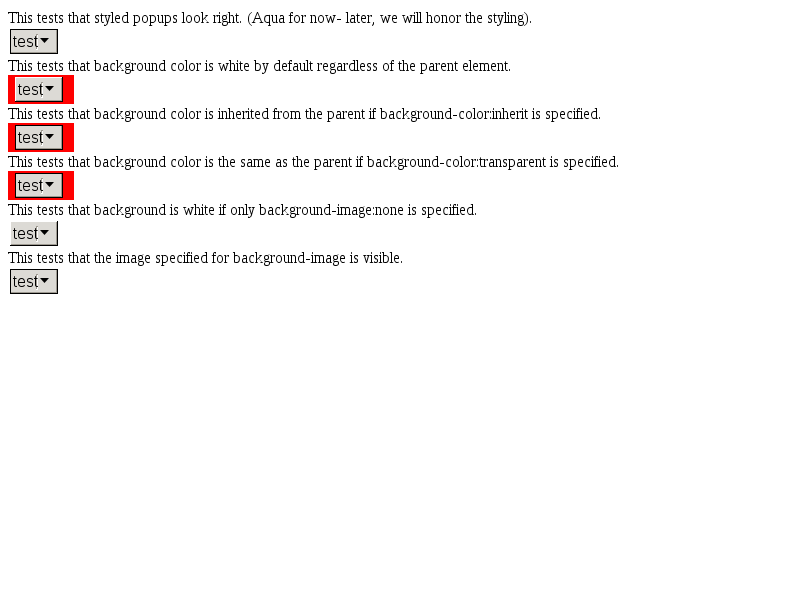 This tests that styled popups look right. (Aqua for now- later, we will honor the styling).
test
This tests that background color is white by default regardless of the parent element.
test
This tests that background color is inherited from the parent if background-color:inherit is specified.
test
This tests that background color is the same as the parent if background-color:transparent is specified.
test
This tests that background is white if only background-image:none is specified.
test
This tests that the image specified for background-image is visible.
test